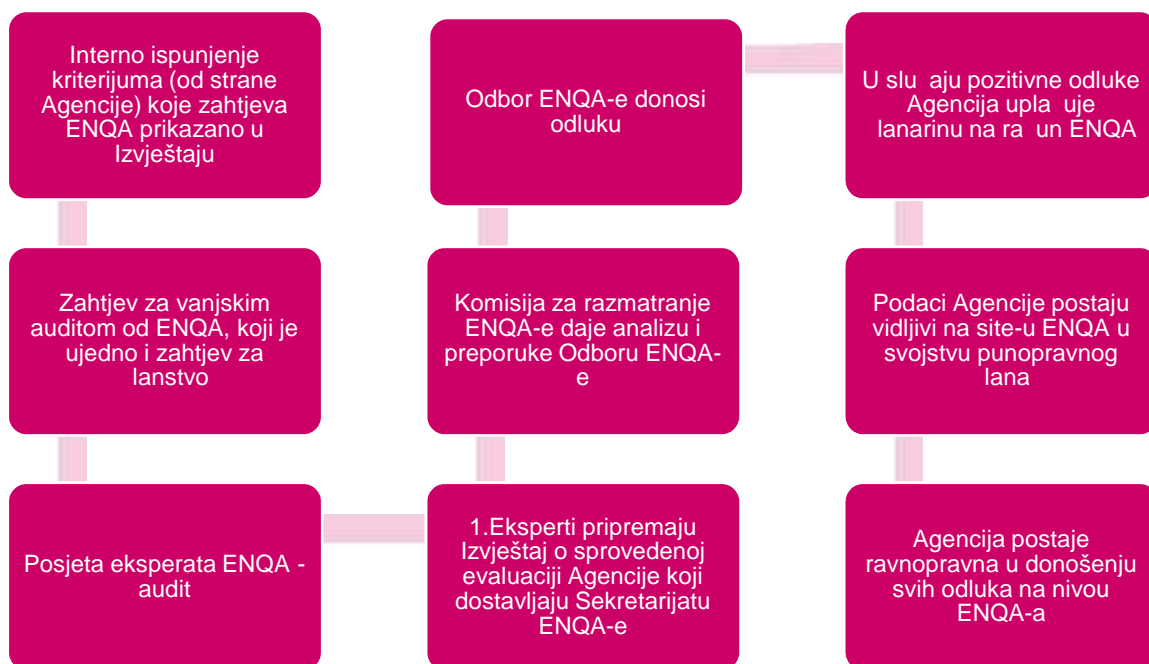 Interno ispunjenje
kriterijuma (od strane
Agencije) koje zahtjeva
ENQA prikazano u
Izvještaju
Zahtjev za vanjskim
auditom od ENQA, koji je
ujedno i zahtjev za
lanstvo
Posjeta eksperata ENQA -
audit
1.Eksperti pripremaju
Izvještaj o sprovedenoj
evaluaciji Agencije koji
dostavljaju Sekretarijatu
ENQA-e
Komisija za razmatranje
ENQA-e daje analizu i
preporuke Odboru ENQA-
e
Odbor ENQA-e donosi
odluku
U slu aju pozitivne odluke
Agencija upla uje
lanarinu na ra un ENQA
Podaci Agencije postaju
vidljivi na site-u ENQA u
svojstvu punopravnog
lana
Agencija postaje
ravnopravna u donošenju
svih odluka na nivou
ENQA-a